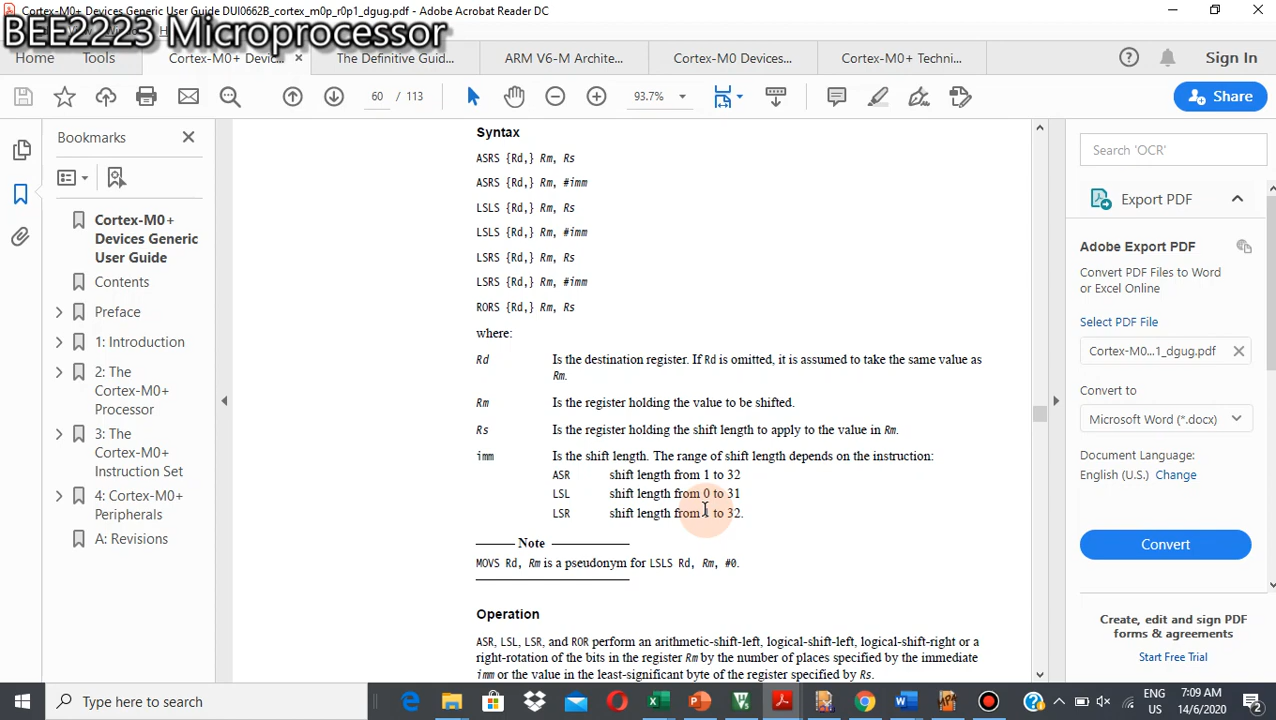 Cortex-M0+ Devices Generic User Guide DUI0662B_cortex_m0p_r0p1_dgug.pdf - Adobe Acrobat Reader DC
BEE2223 Microprocessor
Home
Tools
Cortex-M0+ Devic...
The Definitive Guid...
ARM V6-M Archite...
Cortex-M0 Devices...
Cortex-M0+ Techni...
Sign In
60 / 113
93.7%
Share
Bookmarks
Cortex-M0+
Devices Generic
User Guide
Contents
Preface
1: Introduction
2: The
Cortex-M0+
Processor
3: The
Cortex-M0+
Instruction Set
4: Cortex-M0+
Peripherals
A: Revisions
Syntax
ASRS {Rd,} Rm, Rs
ASRS {Rd,} Rm, #imm
LSLS {Rd,} Rm, Rs
LSLS {Rd,} Rm, #imm
LSRS {Rd,} Rm, Rs
LSRS {Rd,} Rm, #imm
RORS {Rd,} Rm, Rs
where:
Rd Is the destination register. If Rd is omitted, it is assumed to take the same value as
Rm.
Rm Is the register holding the value to be shifted.
Rs Is the register holding the shift length to apply to the value in Rm.
imm Is the shift length. The range of shift length depends on the instruction:
ASR shift length from 1 to 32
LSL shift length from 0 to 31
LSR shift length from to 32.
Note
MOVS Rd, Rm is a pseudonym for LSLS Rd, Rm, #0.
Operation
ASR, LSL, LSR, and ROR perform an arithmetic-shift-left, logical-shift-left, logical-shift-right or a
right-rotation of the bits in the register Rm by the number of places specified by the immediate
imm or the value in the least-significant byte of the register specified by Rs.
Search 'OCR'
Export PDF
Adobe Export PDF
Convert PDF Files to Word
or Excel Online
Select PDF File
Cortex-M0...1_dgug.pdf
Convert to
Microsoft Word (*.docx)
Document Language:
English (U.S.) Change
Convert
Create, edit and sign PDF
forms & agreements
Start Free Trial
Type here to search
ENG
US
7:09 AM
14/6/2020
2